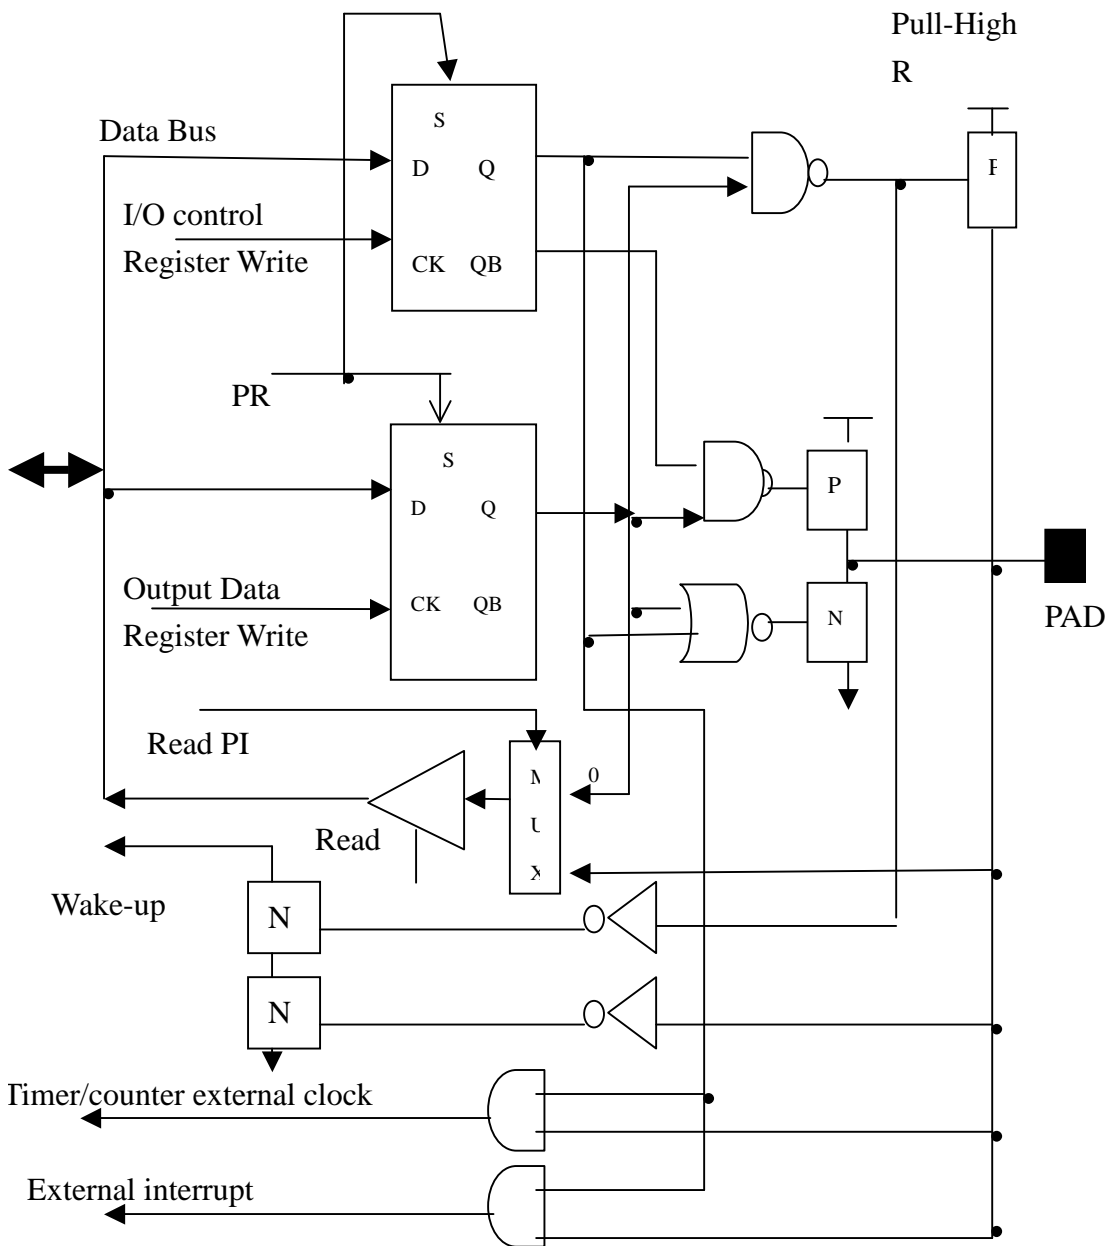 Pull-High
R
S
Data Bus
D Q
I/O control
Register Write
CK QB
PR
S
D Q
P
Output Data
CK QB
Register Write
N
PAD
Read PI
0
U
Read
X
Wake-up
N
N
Timer/counter external clock
External interrupt